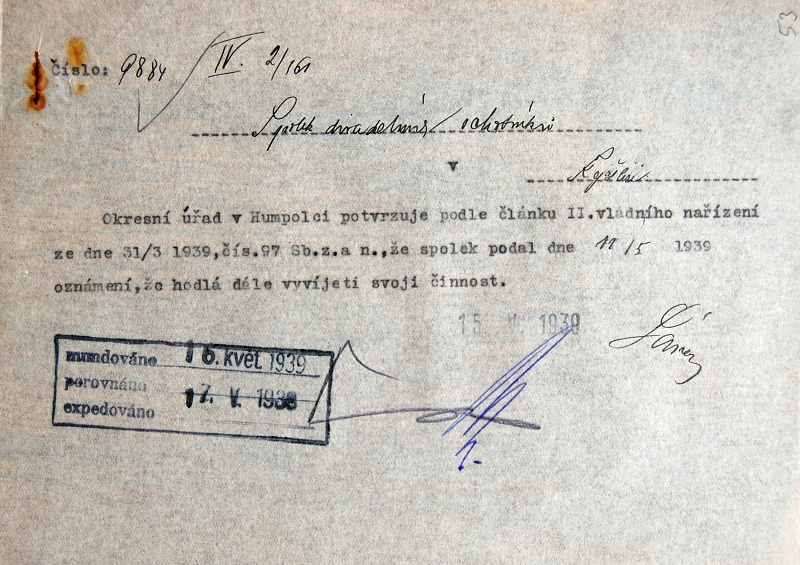 53
Číslo: 9884 IV. 2/161
Spolek divadelních ochotníků
v
Okresní úřad v Humpolci potvrzuje podle článku II.vládního nařízení
ze dne 31/3 1939,čís.97 Sb.z.a n.,že spolek podal dne 11/5 1939
oznámení,že hodlá dále vyvíjeti svoji činnost.
15 V. 1939
mundováno 16. květ. 1939
porovnáno
expedováno 17. V. 1938